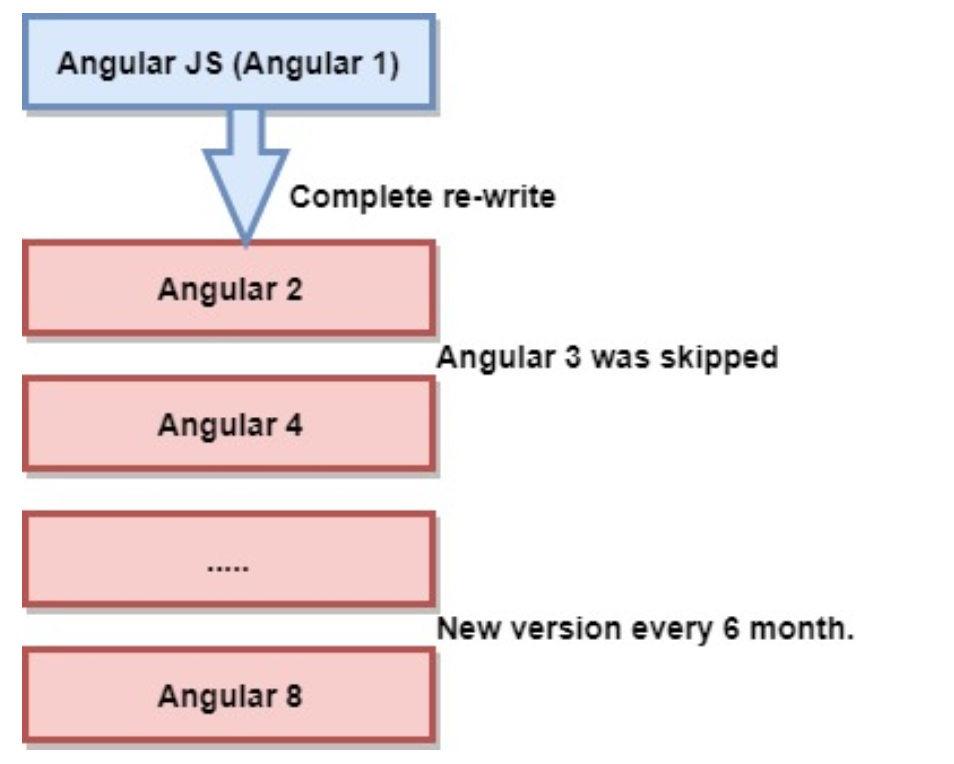 Angular JS (Angular 1)
Complete re-write
Angular 2
Angular 3 was skipped
Angular 4
.....
New version every 6 month.
Angular 8